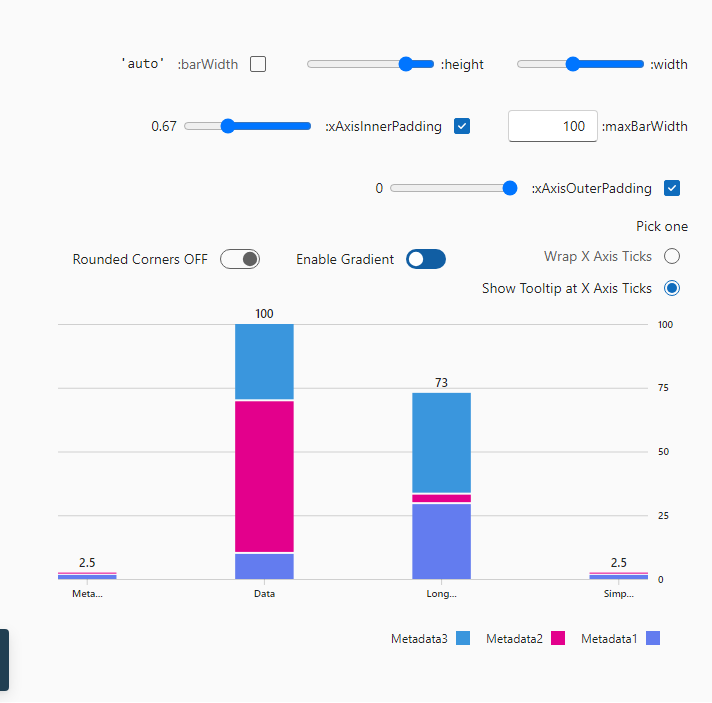 'auto' :barWidth :height :width
0.67 :xAxisInnerPadding 100 :maxBarWidth
0 :xAxisOuterPadding
Pick one
Rounded Corners OFF Enable Gradient Wrap X Axis Ticks
Show Tooltip at X Axis Ticks
100
100
75
73
50
25
2.5
2.5
0
Meta... Data Long... Simp...
Metadata3 Metadata2 Metadata1